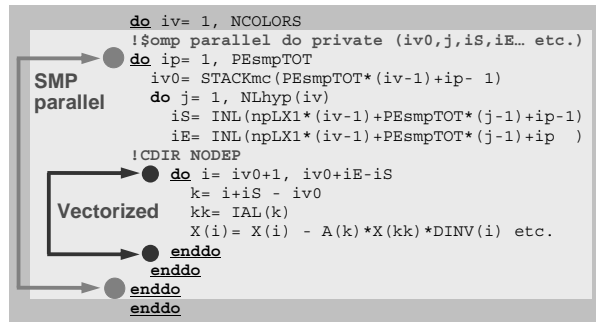 do iv= 1, NCOLORS
!$omp parallel do private (iv0,j,iS,iE… etc.)
do ip= 1, PEsmpTOT
SMP
parallel
iv0= STACKmc(PEsmpTOT*(iv-1)+ip- 1)
do j= 1, NLhyp(iv)
iS= INL(npLX1*(iv-1)+PEsmpTOT*(j-1)+ip-1)
iE= INL(npLX1*(iv-1)+PEsmpTOT*(j-1)+ip )
!CDIR NODEP
do i= iv0+1, iv0+iE-iS
k= i+iS - iv0
Vectorized
kk= IAL(k)
X(i)= X(i) - A(k)*X(kk)*DINV(i) etc.
enddo
enddo
enddo
enddo